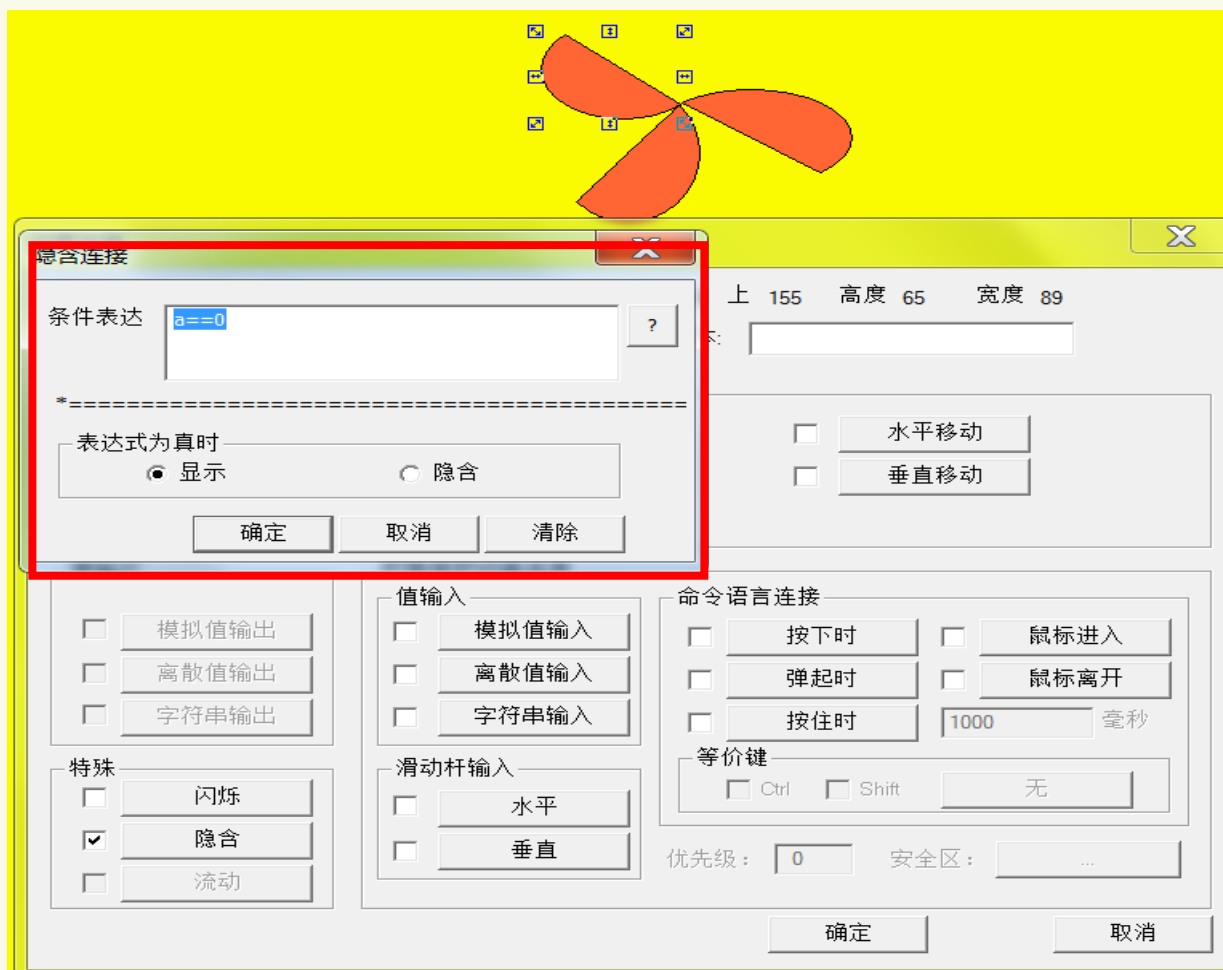 隐含连接
上 155 高度 65 宽度 89
条件表达 a==0 ?
本:
*===========================================
表达式为真时
显示 隐含
确定 取消 清除
水平移动
垂直移动
模拟值输出
离散值输出
字符串输出
值输入
模拟值输入
离散值输入
字符串输入
命令语言连接
按下时 鼠标进入
弹起时 鼠标离开
按住时 1000 毫秒
等价键
Ctrl Shift 无
特殊
闪烁
隐含
流动
滑动杆输入
水平
垂直
优先级: 0 安全区: ...
确定 取消